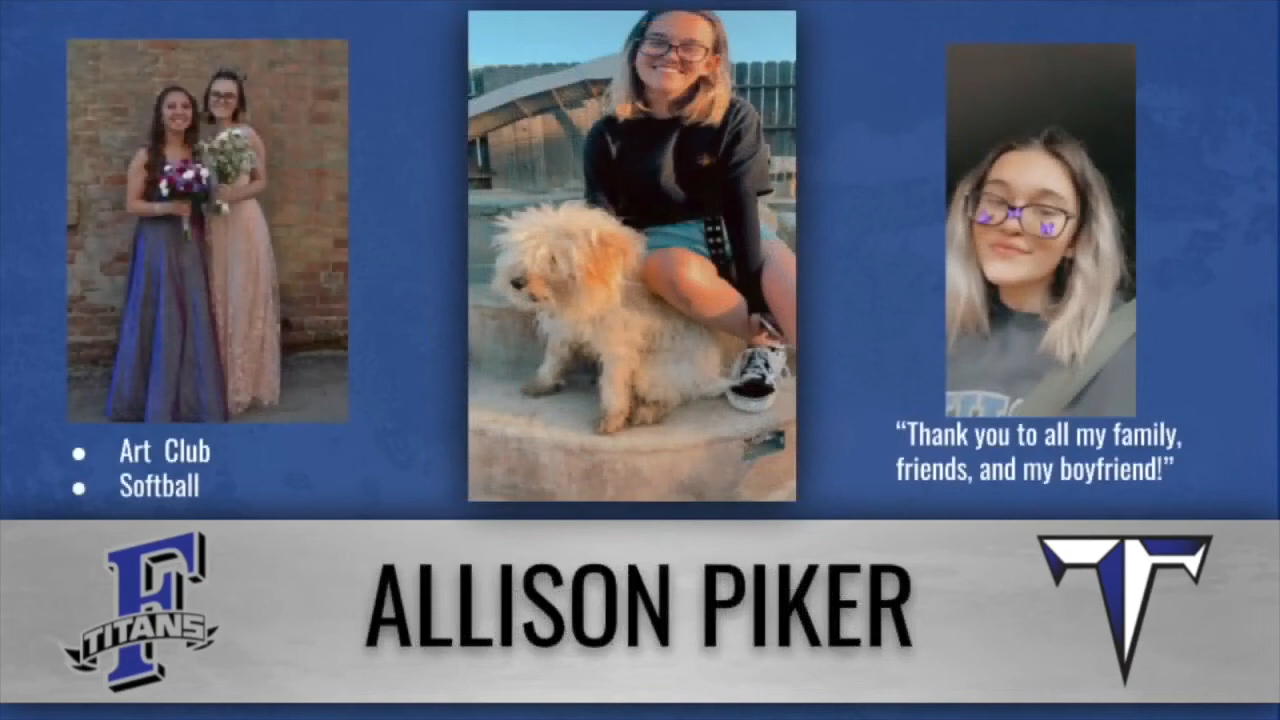 • Art Club
• Softball
“Thank you to all my family,
friends, and my boyfriend!”
F
TITANS
ALLISON PIKER
T